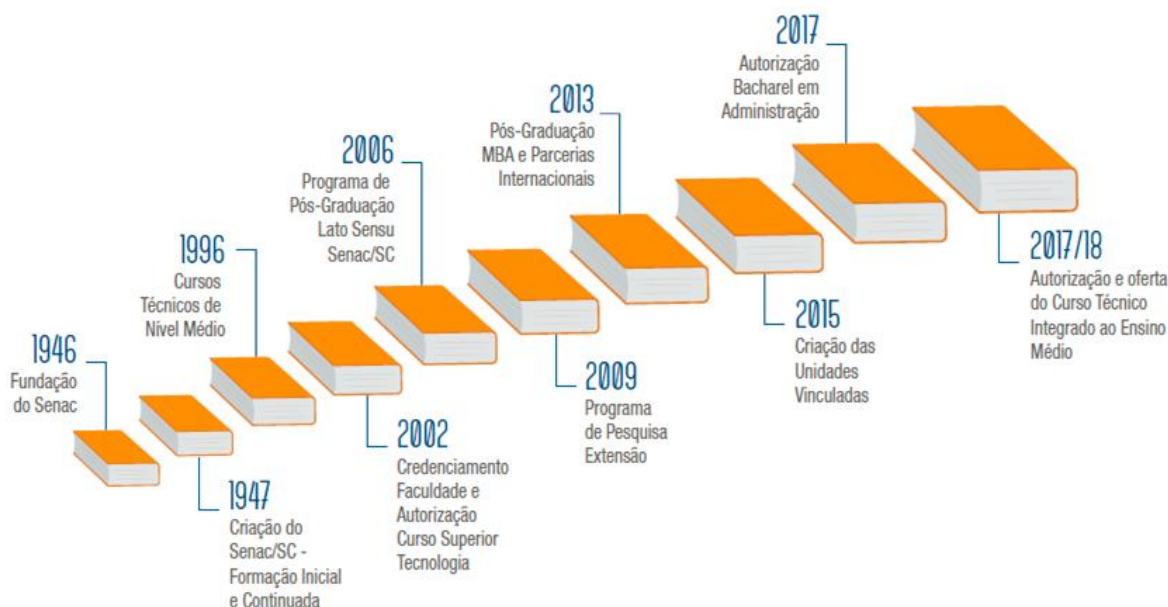 1946
Fundação
do Senac
1947
Criação do
Senac/SC -
Formação Inicial
e Continuada
1996
Cursos
Técnicos de
Nível Médio
2002
Credenciamento
Faculdade e
Autorização
Curso Superior
Tecnologia
2006
Programa de
Pós-Graduação
Lato Sensu
Senac/SC
2009
Programa
de Pesquisa
Extensão
2013
Pós-Graduação
MBA e Parcerias
Internacionais
2015
Criação das
Unidades
Vinculadas
2017
Autorização
Bacharel em
Administração
2017/18
Autorização e oferta
do Curso Técnico
Integrado ao Ensino
Médio